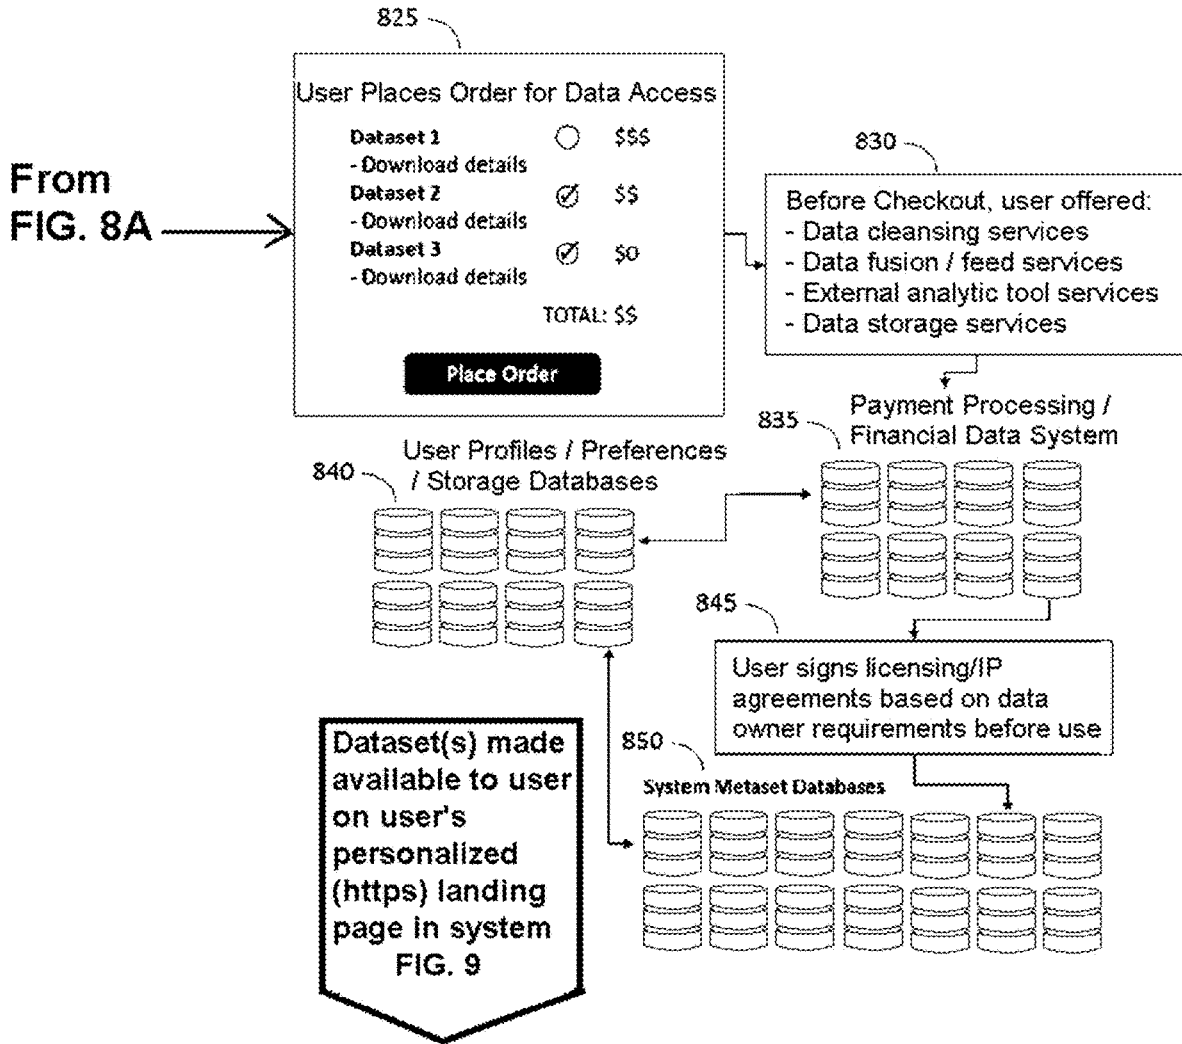 825
User Places Order for Data Access
Dataset 1 $$$
- Download details
Dataset 2 $$
- Download details
Dataset 3 $0
- Download details
TOTAL: $$
Place Order
From
FIG. 8A
830
Before Checkout, user offered:
- Data cleansing services
- Data fusion / feed services
- External analytic tool services
- Data storage services
835
Payment Processing /
Financial Data System
840
User Profiles / Preferences
/ Storage Databases
845
User signs licensing/IP
agreements based on data
owner requirements before use
850
System Metaset Databases
Dataset(s) made
available to user
on user's
personalized
(https) landing
page in system
FIG. 9